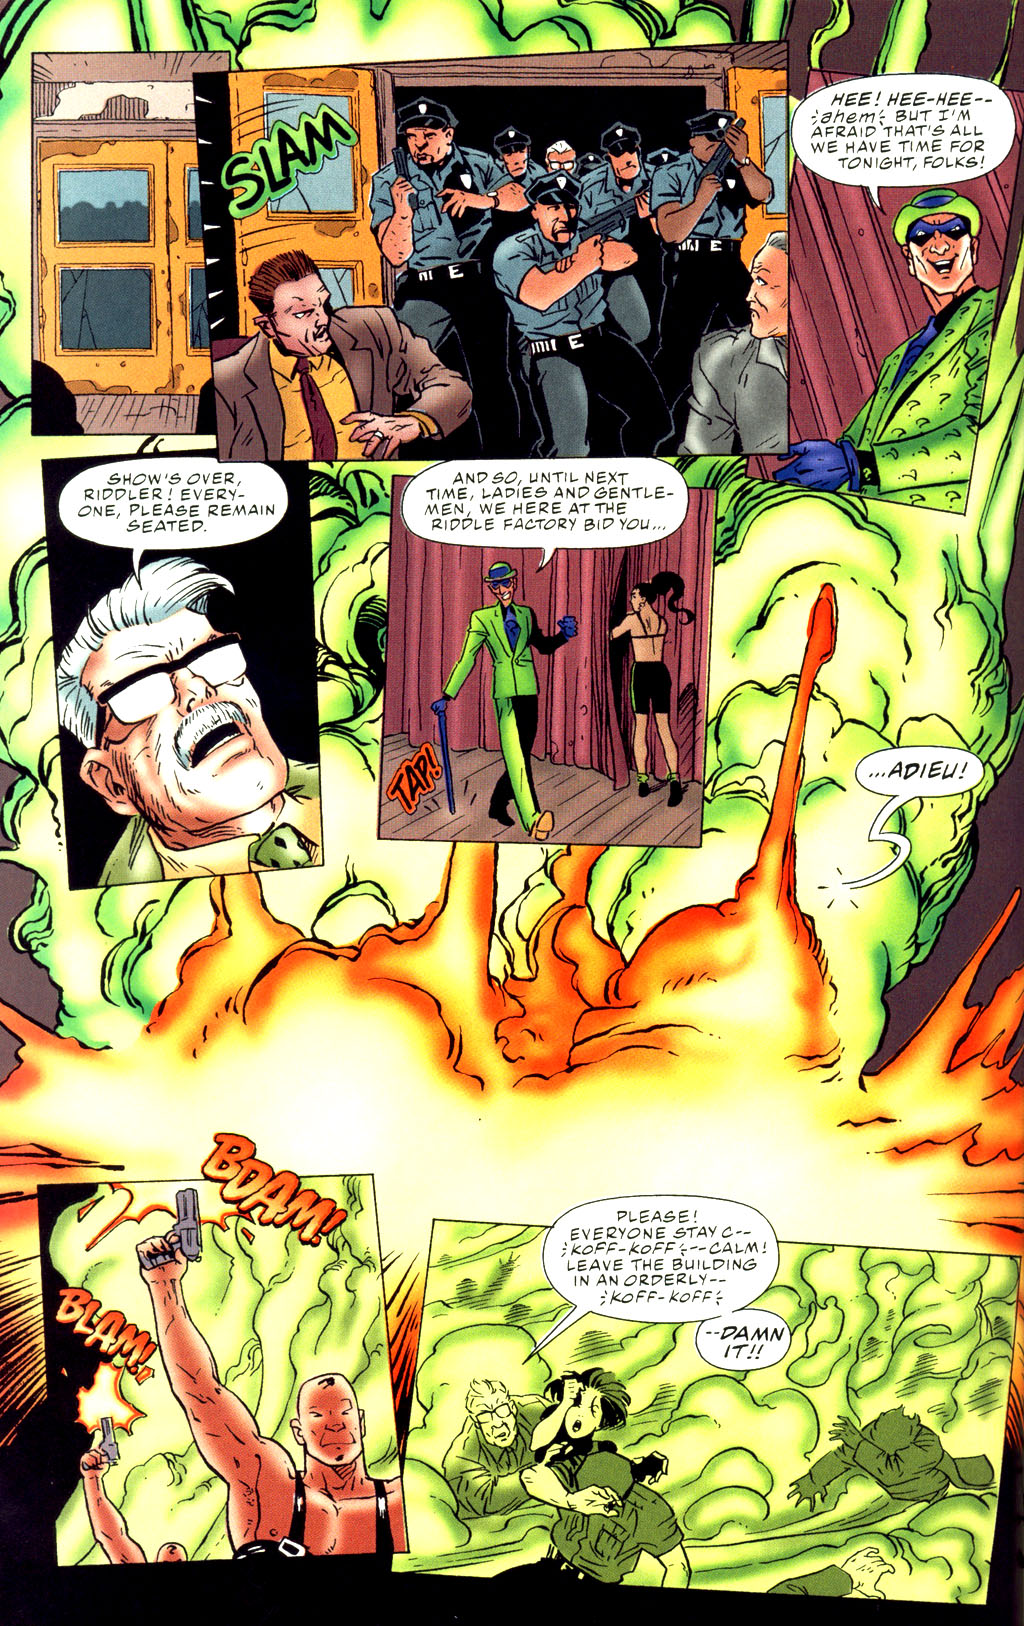 SLAM
HEE! HEE-HEE--
ahem BUT I'M
AFRAID THAT'S ALL
WE HAVE TIME FOR
TONIGHT, FOLKS!
SHOW'S OVER,
RIDDLER! EVERY-
ONE, PLEASE REMAIN
SEATED.
AND SO, UNTIL NEXT
TIME, LADIES AND GENTLE-
MEN, WE HERE AT THE
RIDDLE FACTORY BID YOU...
TAP!
...ADIEU!
BDAM!
BLAM!
PLEASE!
EVERYONE STAY C--
KOFF-KOFF--CALM!
LEAVE THE BUILDING
IN AN ORDERLY--
KOFF-KOFF
--DAMN
IT!!